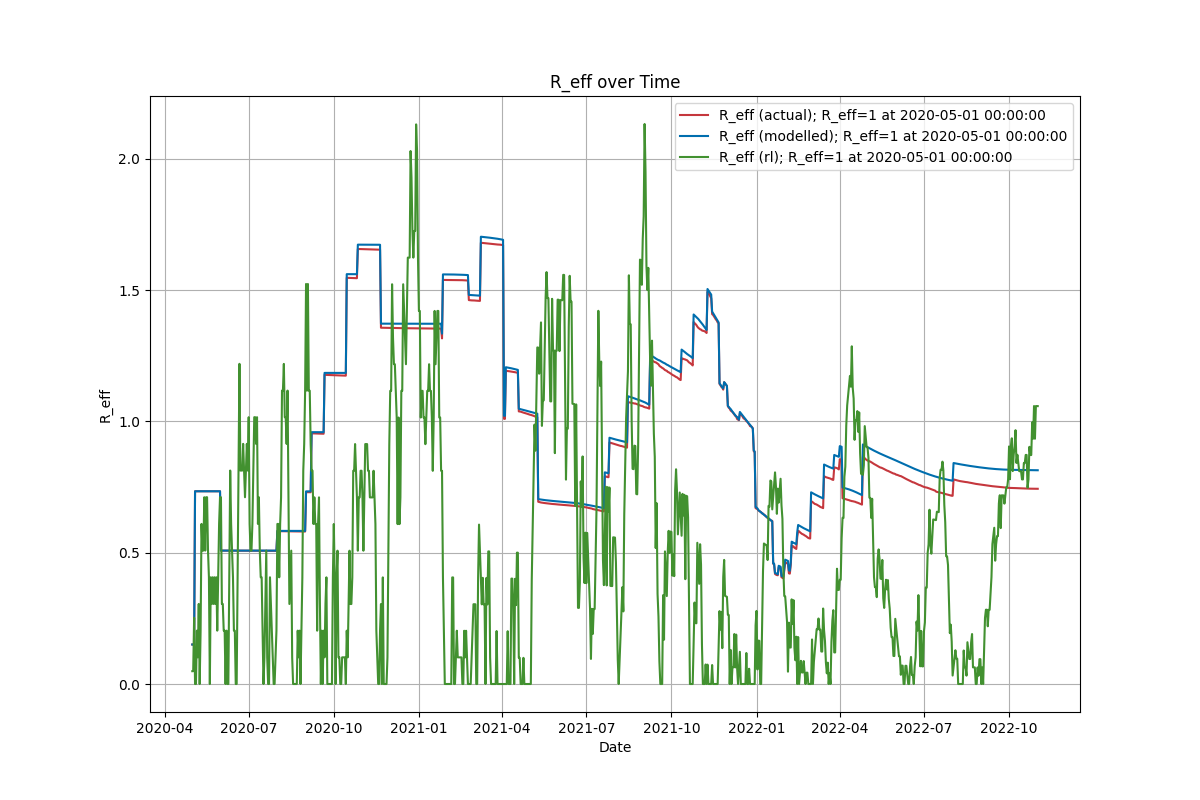 R_eff over Time
R_eff (actual); R_eff=1 at 2020-05-01 00:00:00
R_eff (modelled); R_eff=1 at 2020-05-01 00:00:00
R_eff (rl); R_eff=1 at 2020-05-01 00:00:00
2.0
1.5
1.0
0.5
0.0
R_eff
2020-04 2020-07 2020-10 2021-01 2021-04 2021-07 2021-10 2022-01 2022-04 2022-07 2022-10
Date